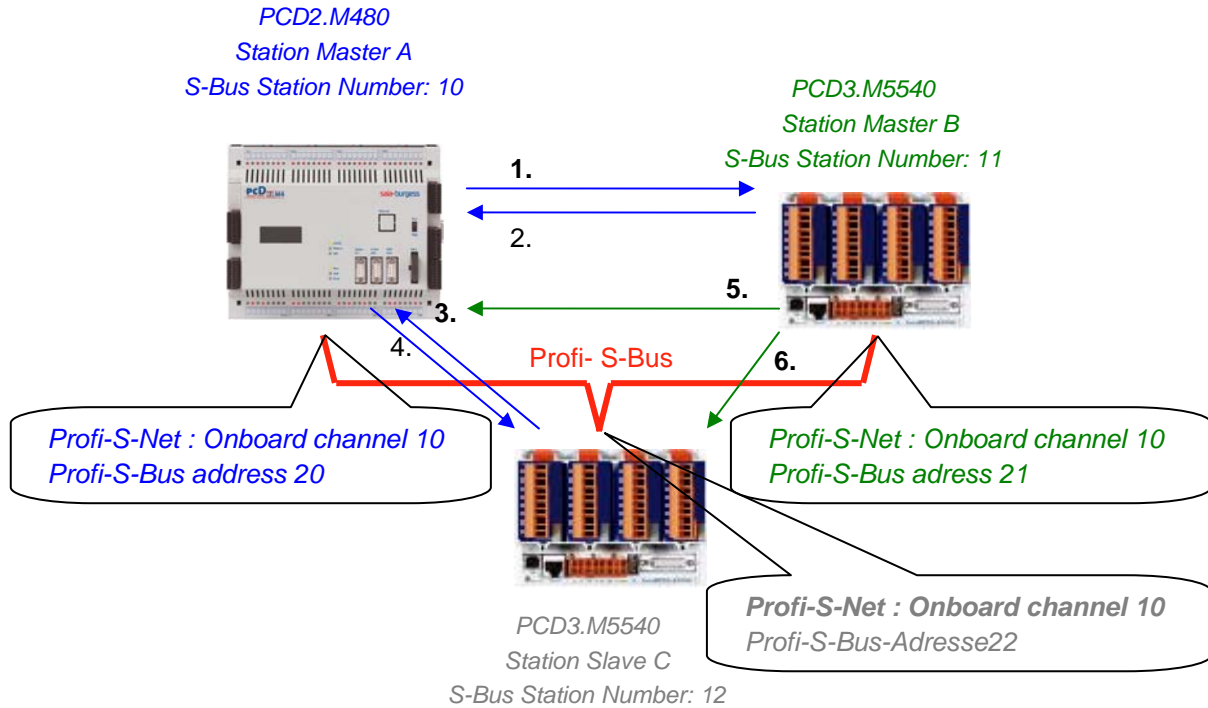 PCD2.M480
Station Master A
S-Bus Station Number: 10
PCD3.M5540
Station Master B
S-Bus Station Number: 11
saia-burgess
1.
2.
3.
4.
5.
6.
Profi- S-Bus
Profi-S-Net : Onboard channel 10
Profi-S-Bus address 20
Profi-S-Net : Onboard channel 10
Profi-S-Bus adress 21
Profi-S-Net : Onboard channel 10
Profi-S-Bus-Adresse22
PCD3.M5540
Station Slave C
S-Bus Station Number: 12